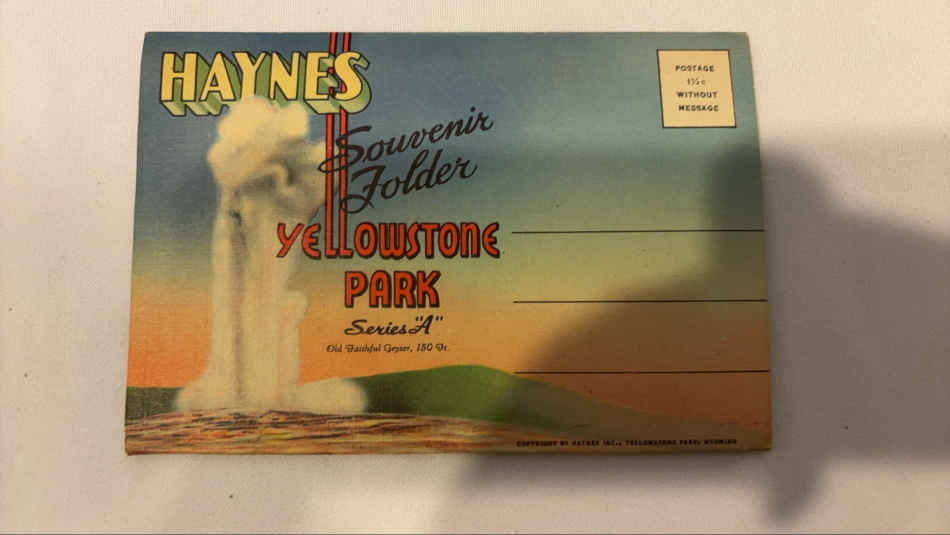 HAYNES
Souvenir
Folder
YELLOWSTONE
PARK
Series "A"
Old Faithful Geyser, 150 Ft.
POSTAGE
1½¢
WITHOUT
MESSAGE
COPYRIGHT BY HAYNES INC., YELLOWSTONE PARK, WYOMING